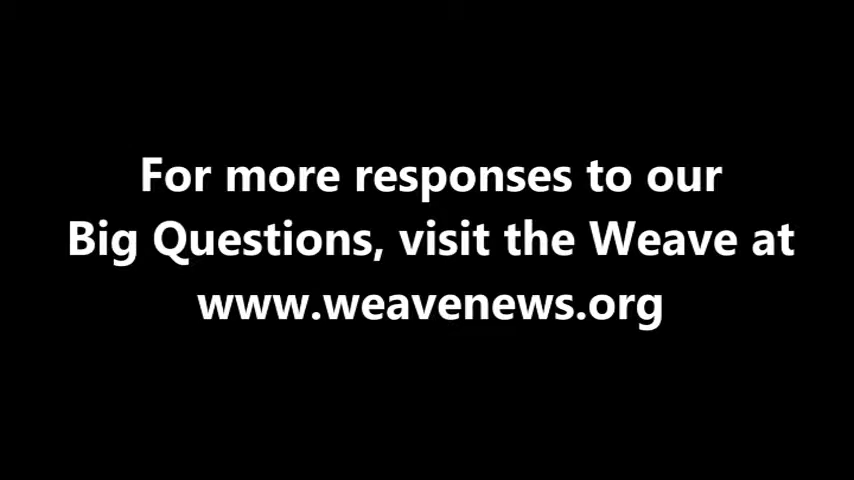 For more responses to our
Big Questions, visit the Weave at
www.weavenews.org